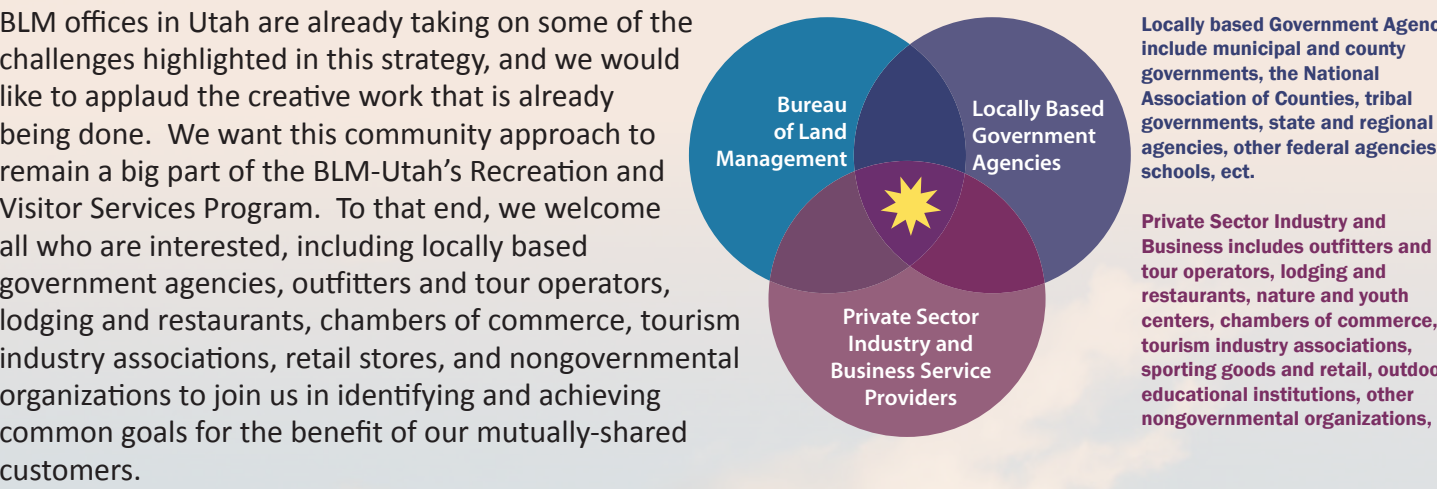 BLM offices in Utah are already taking on some of the
challenges highlighted in this strategy, and we would
like to applaud the creative work that is already
being done.  We want this community approach to
remain a big part of the BLM-Utah’s Recreation and
Visitor Services Program.  To that end, we welcome
all who are interested, including locally based
government agencies, outfitters and tour operators,
lodging and restaurants, chambers of commerce, tourism
industry associations, retail stores, and nongovernmental
organizations to join us in identifying and achieving
common goals for the benefit of our mutually-shared
customers.
Bureau
of Land
Management
Locally Based
Government
Agencies
Private Sector
Industry and
Business Service
Providers
Locally based Government
include municipal and county
governments, the National
Association of Counties, tribal
governments, state and regional
agencies, other federal agencies
schools, ect.
Private Sector Industry and
Business includes outfitters and
tour operators, lodging and
restaurants, nature and youth
centers, chambers of commerce,
tourism industry associations,
sporting goods and retail,
educational institutions, other
nongovernmental organizations,